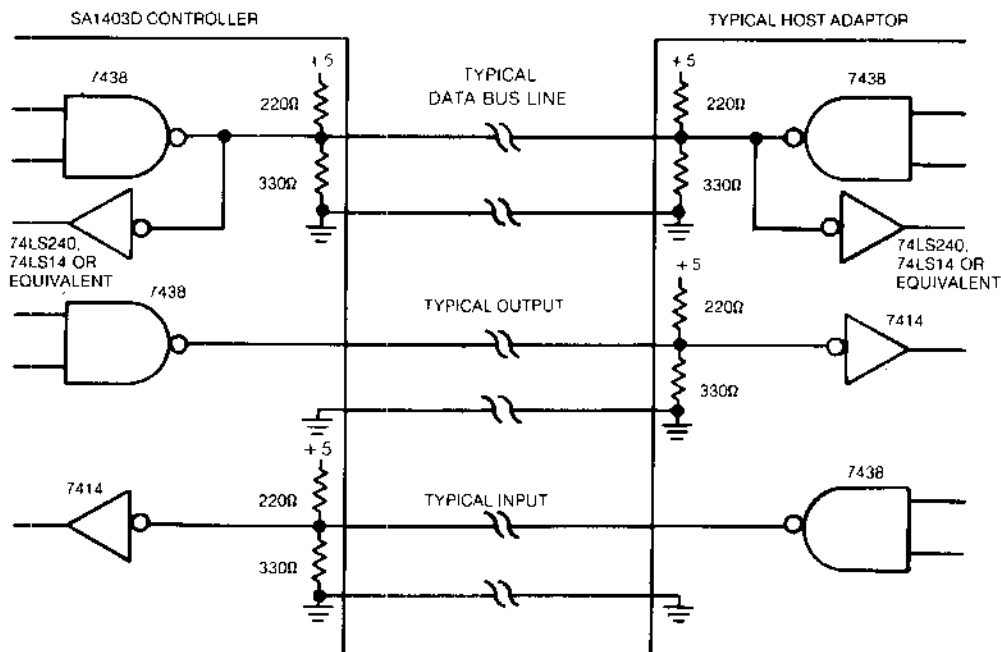 SA1403D CONTROLLER
TYPICAL HOST ADAPTOR
7438
+ 5
220Ω
330Ω
TYPICAL
DATA BUS LINE
+ 5
220Ω
330Ω
7438
74LS240,
74LS14 OR
EQUIVALENT
74LS240,
74LS14 OR
EQUIVALENT
7438
TYPICAL OUTPUT
+ 5
220Ω
330Ω
7414
7414
+ 5
220Ω
330Ω
TYPICAL INPUT
7438